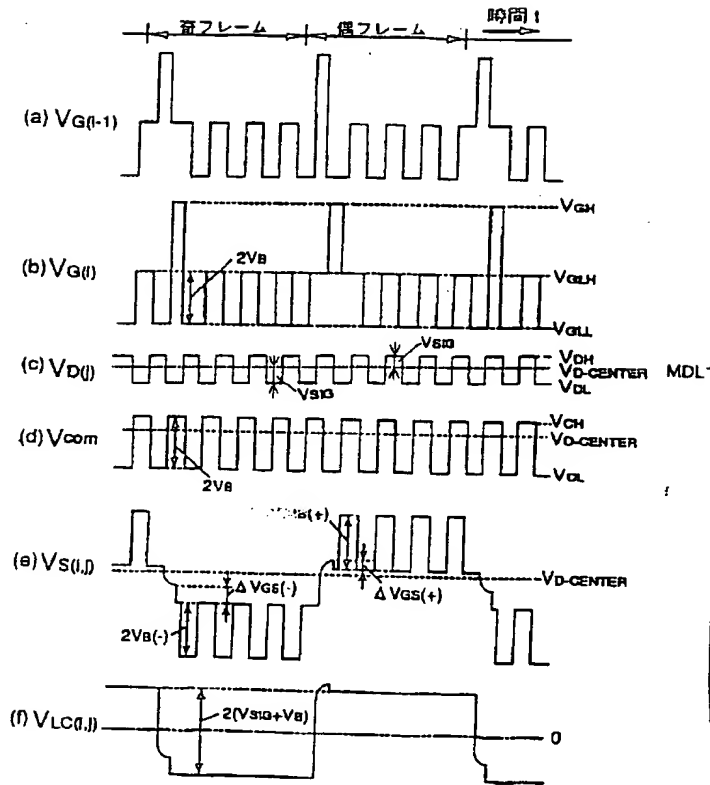 奇フレーム 偶フレーム 時間 t
(a) VG(i-1)
VGH
(b) VG(i)
2VB
VGLH
VGLL
(c) VD(j)
VSIG
VSIG
VDH
VD-CENTER MDL
VDL
(d) Vcom
2VB
VCH
VD-CENTER
VDL
B(+)
(e) VS(i,j)
VD-CENTER
ΔVGS(-)
ΔVGS(+)
2VB(-)
(f) VLC(i,j)
2(VSIG+VB)
0